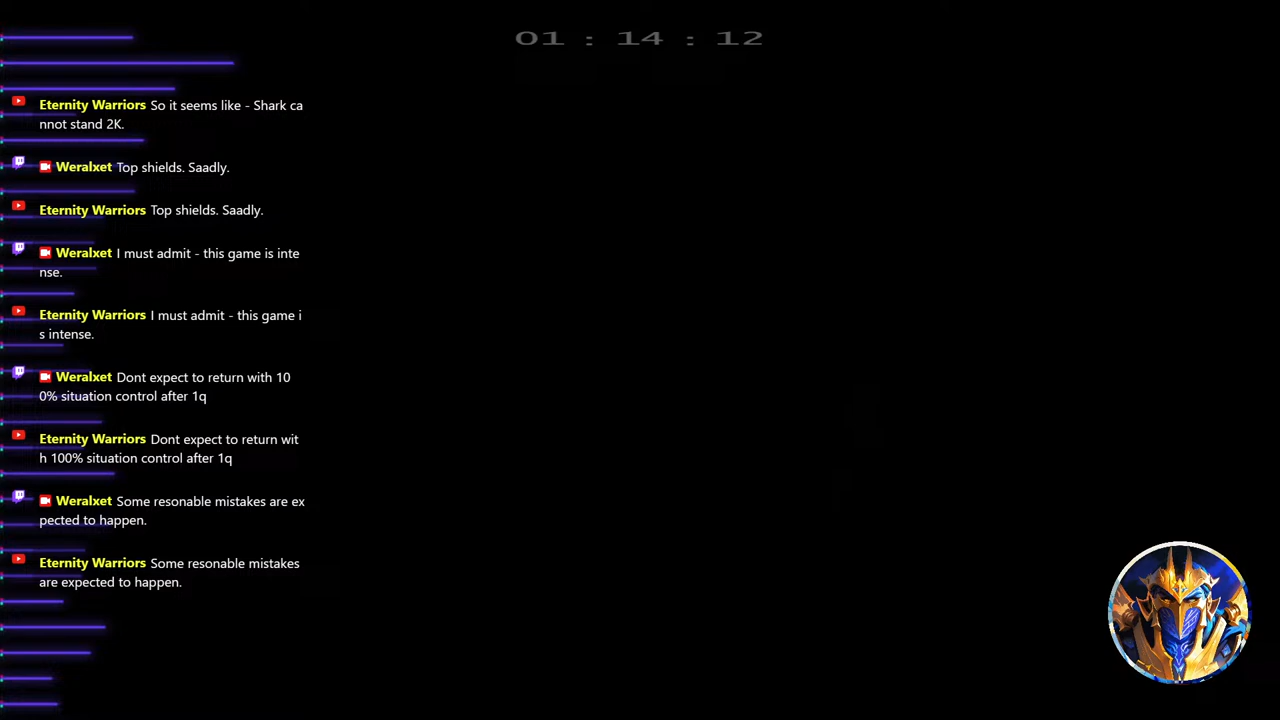 01 : 14 : 12
Eternity Warriors So it seems like - Shark ca
nnot stand 2K.
Weralxet Top shields. Saadly.
Eternity Warriors Top shields. Saadly.
Weralxet I must admit - this game is inte
nse.
Eternity Warriors I must admit - this game i
s intense.
Weralxet Dont expect to return with 10
0% situation control after 1q
Eternity Warriors Dont expect to return wit
h 100% situation control after 1q
Weralxet Some resonable mistakes are ex
pected to happen.
Eternity Warriors Some resonable mistakes
are expected to happen.